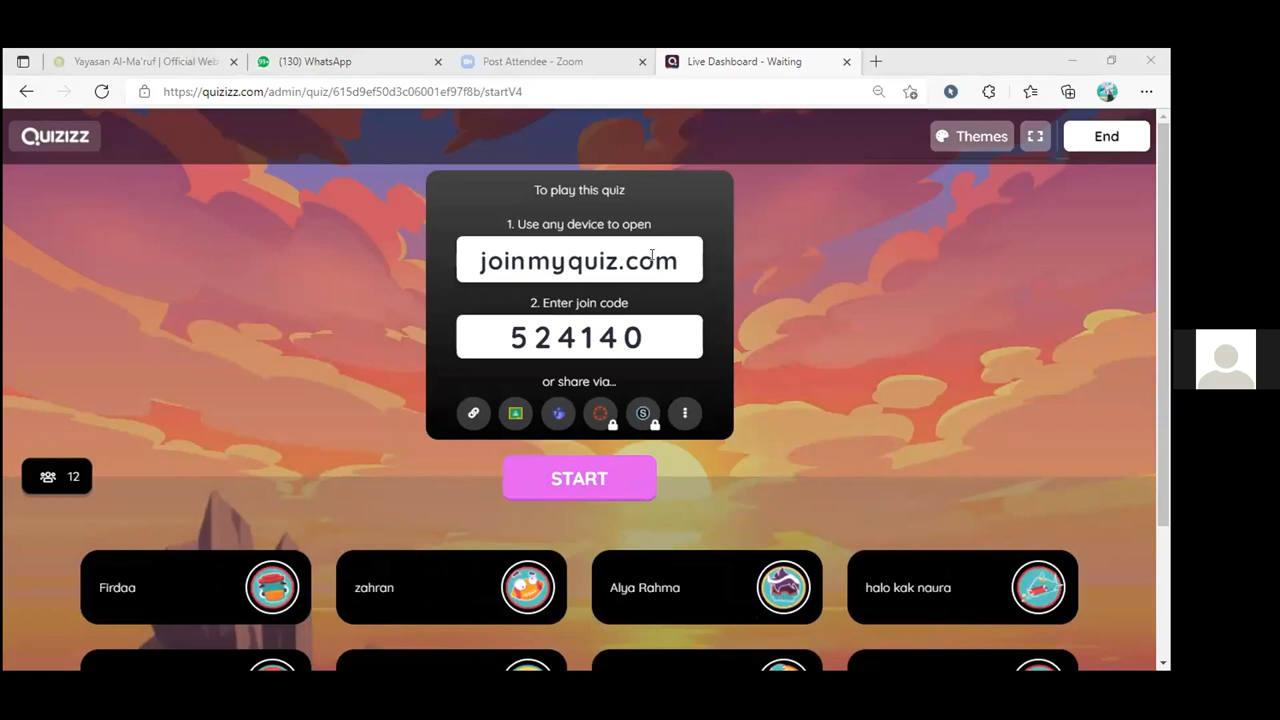 Yayasan Al-Ma'ruf | Official Web
99+
(130) WhatsApp
Post Attendee - Zoom
Live Dashboard - Waiting
https://quizizz.com/admin/quiz/615d9ef50d3c06001ef97f8b/startV4
QUIZIZZ
Themes
End
To play this quiz
1. Use any device to open
joinmyquiz.com
2. Enter join code
524140
or share via...
S
12
START
Firdaa
zahran
Alya Rahma
halo kak naura